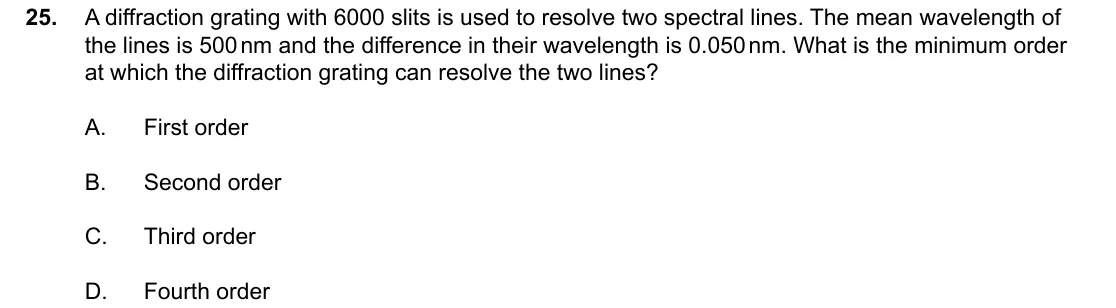 25. A diffraction grating with 6000 slits is used to resolve two spectral lines. The mean wavelength of
the lines is 500 nm and the difference in their wavelength is 0.050 nm. What is the minimum order
at which the diffraction grating can resolve the two lines?
A. First order
B. Second order
C. Third order
D. Fourth order